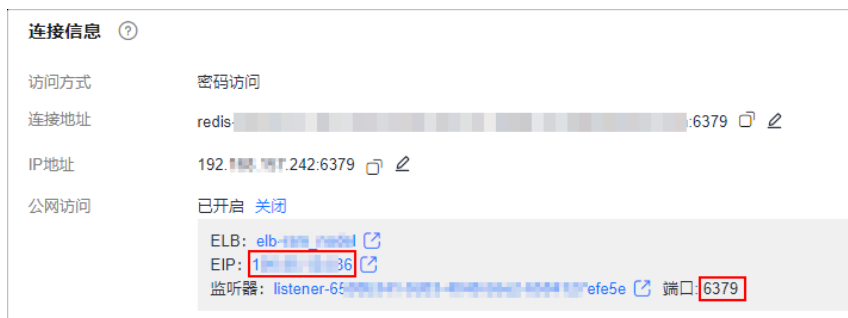 连接信息
访问方式 密码访问
连接地址 redis- :6379
IP地址 192. .242:6379
公网访问 已开启 关闭
ELB: elb-
EIP: 1 36
监听器: listener-65 efe5e 端口:6379